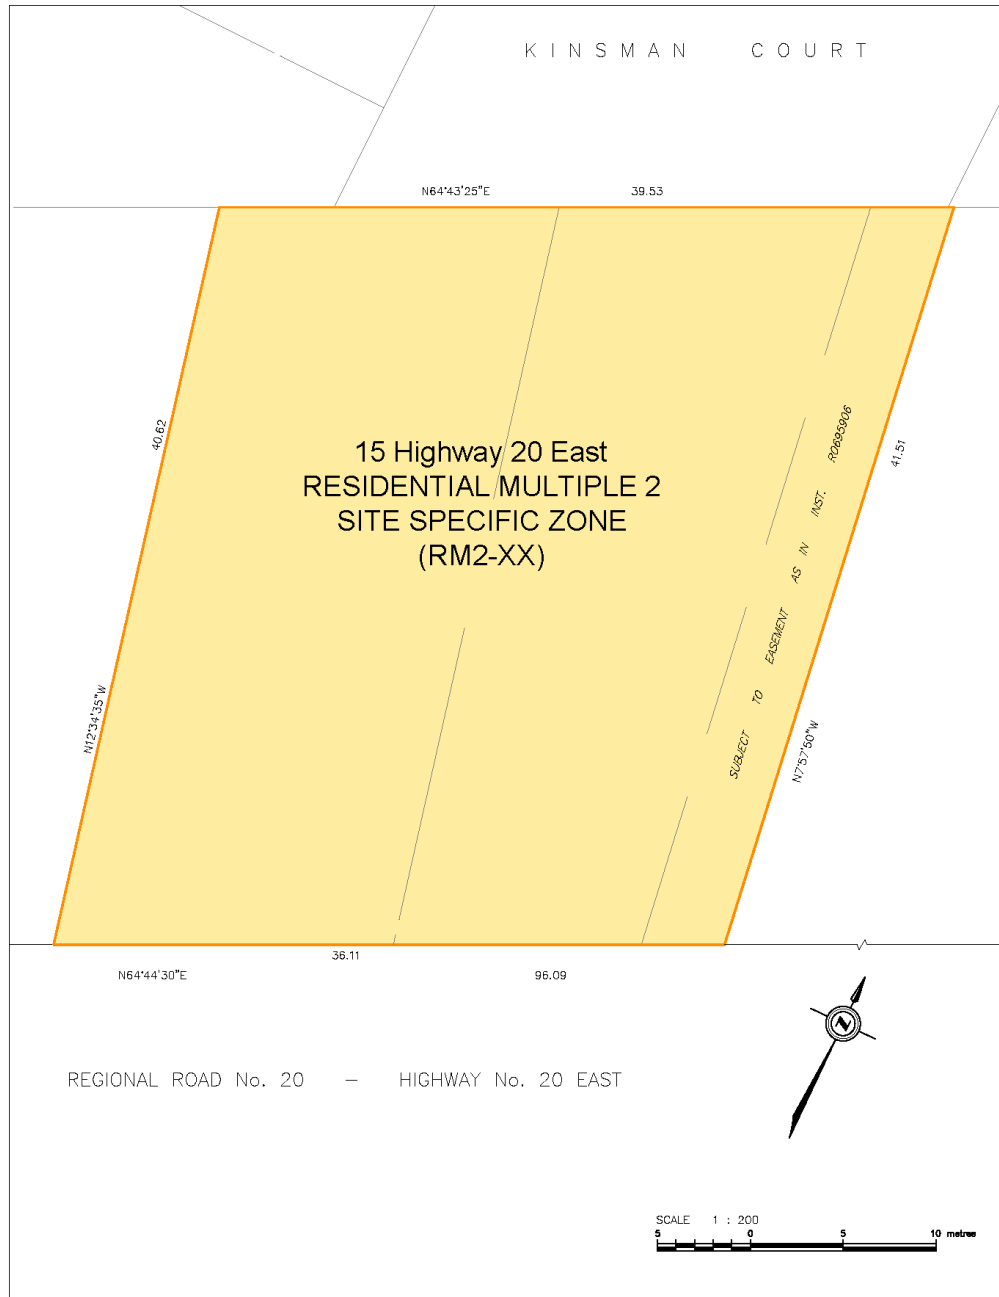 KINSMAN COURT
N64°43'25"E 39.53
40.62
41.51
15 Highway 20 East
RESIDENTIAL MULTIPLE 2
SITE SPECIFIC ZONE
(RM2-XX)
SUBJECT TO EASEMENT AS IN INST. RO695906
N12°34'35"W
N7°57'50"W
36.11
N64°44'30"E 96.09
N
REGIONAL ROAD No. 20 — HIGHWAY No. 20 EAST
SCALE 1 : 200
5 0 5 10 metres